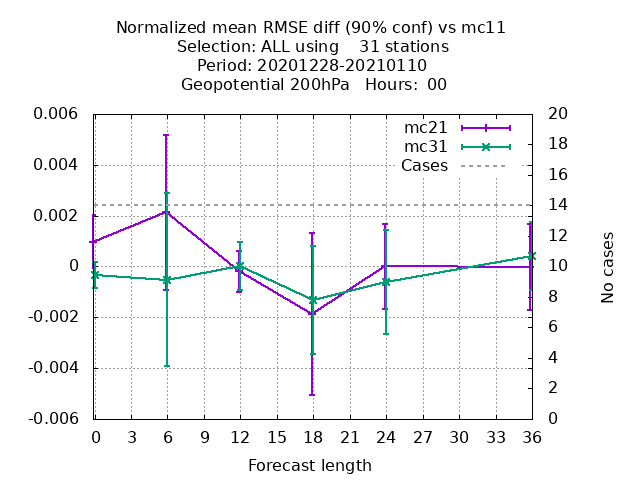 Normalized mean RMSE diff (90% conf) vs mc11
Selection: ALL using    31 stations
Period: 20201228-20210110
Geopotential 200hPa   Hours:  00
0.006
0.004
0.002
0
-0.002
-0.004
-0.006
20
18
16
14
12
10
8
6
4
2
0
mc21
mc31
Cases
No cases
0 3 6 9 12 15 18 21 24 27 30 33 36
Forecast length